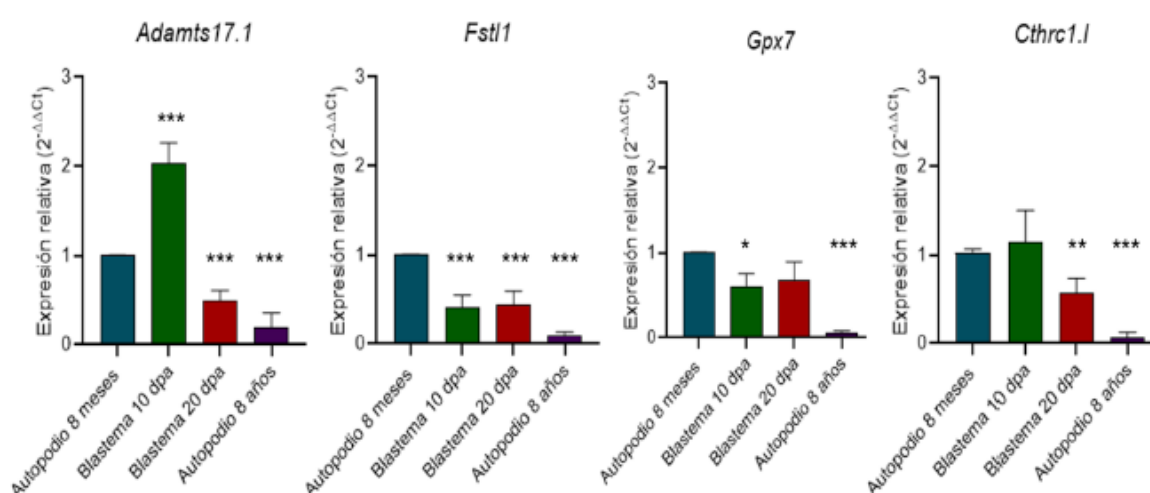 Adamts17.1
Expresión relativa (2^-ΔΔCt)
3
2
1
0
***
***
***
Autopodio 8 meses
Blastema 10 dpa
Blastema 20 dpa
Autopodio 8 años
Fstl1
Expresión relativa (2^-ΔΔCt)
3
2
1
0
***
***
***
Autopodio 8 meses
Blastema 10 dpa
Blastema 20 dpa
Autopodio 8 años
Gpx7
Expresión relativa (2^-ΔΔCt)
3
2
1
0
*
***
Autopodio 8 meses
Blastema 10 dpa
Blastema 20 dpa
Autopodio 8 años
Cthrc1.l
Expresión relativa (2^-ΔΔCt)
3
2
1
0
**
***
Autopodio 8 meses
Blastema 10 dpa
Blastema 20 dpa
Autopodio 8 años